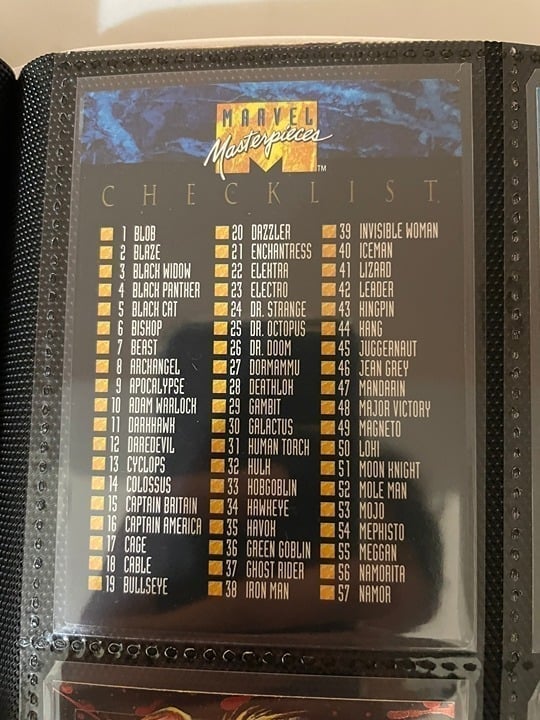 MARVEL
Masterpieces
TM
CHECKLIST
1 BLOB
2 BLAZE
3 BLACK WIDOW
4 BLACK PANTHER
5 BLACK CAT
6 BISHOP
7 BEAST
8 ARCHANGEL
9 APOCALYPSE
10 ADAM WARLOCK
11 DARKHAWK
12 DAREDEVIL
13 CYCLOPS
14 COLOSSUS
15 CAPTAIN BRITAIN
16 CAPTAIN AMERICA
17 CAGE
18 CABLE
19 BULLSEYE
20 DAZZLER
21 ENCHANTRESS
22 ELEKTRA
23 ELECTRO
24 DR. STRANGE
25 DR. OCTOPUS
26 DR. DOOM
27 DORMAMMU
28 DEATHLOK
29 GAMBIT
30 GALACTUS
31 HUMAN TORCH
32 HULK
33 HOBGOBLIN
34 HAWKEYE
35 HAVOK
36 GREEN GOBLIN
37 GHOST RIDER
38 IRON MAN
39 INVISIBLE WOMAN
40 ICEMAN
41 LIZARD
42 LEADER
43 KINGPIN
44 KANG
45 JUGGERNAUT
46 JEAN GREY
47 MANDARIN
48 MAJOR VICTORY
49 MAGNETO
50 LOKI
51 MOON KNIGHT
52 MOLE MAN
53 MOJO
54 MEPHISTO
55 MEGGAN
56 NAMORITA
57 NAMOR